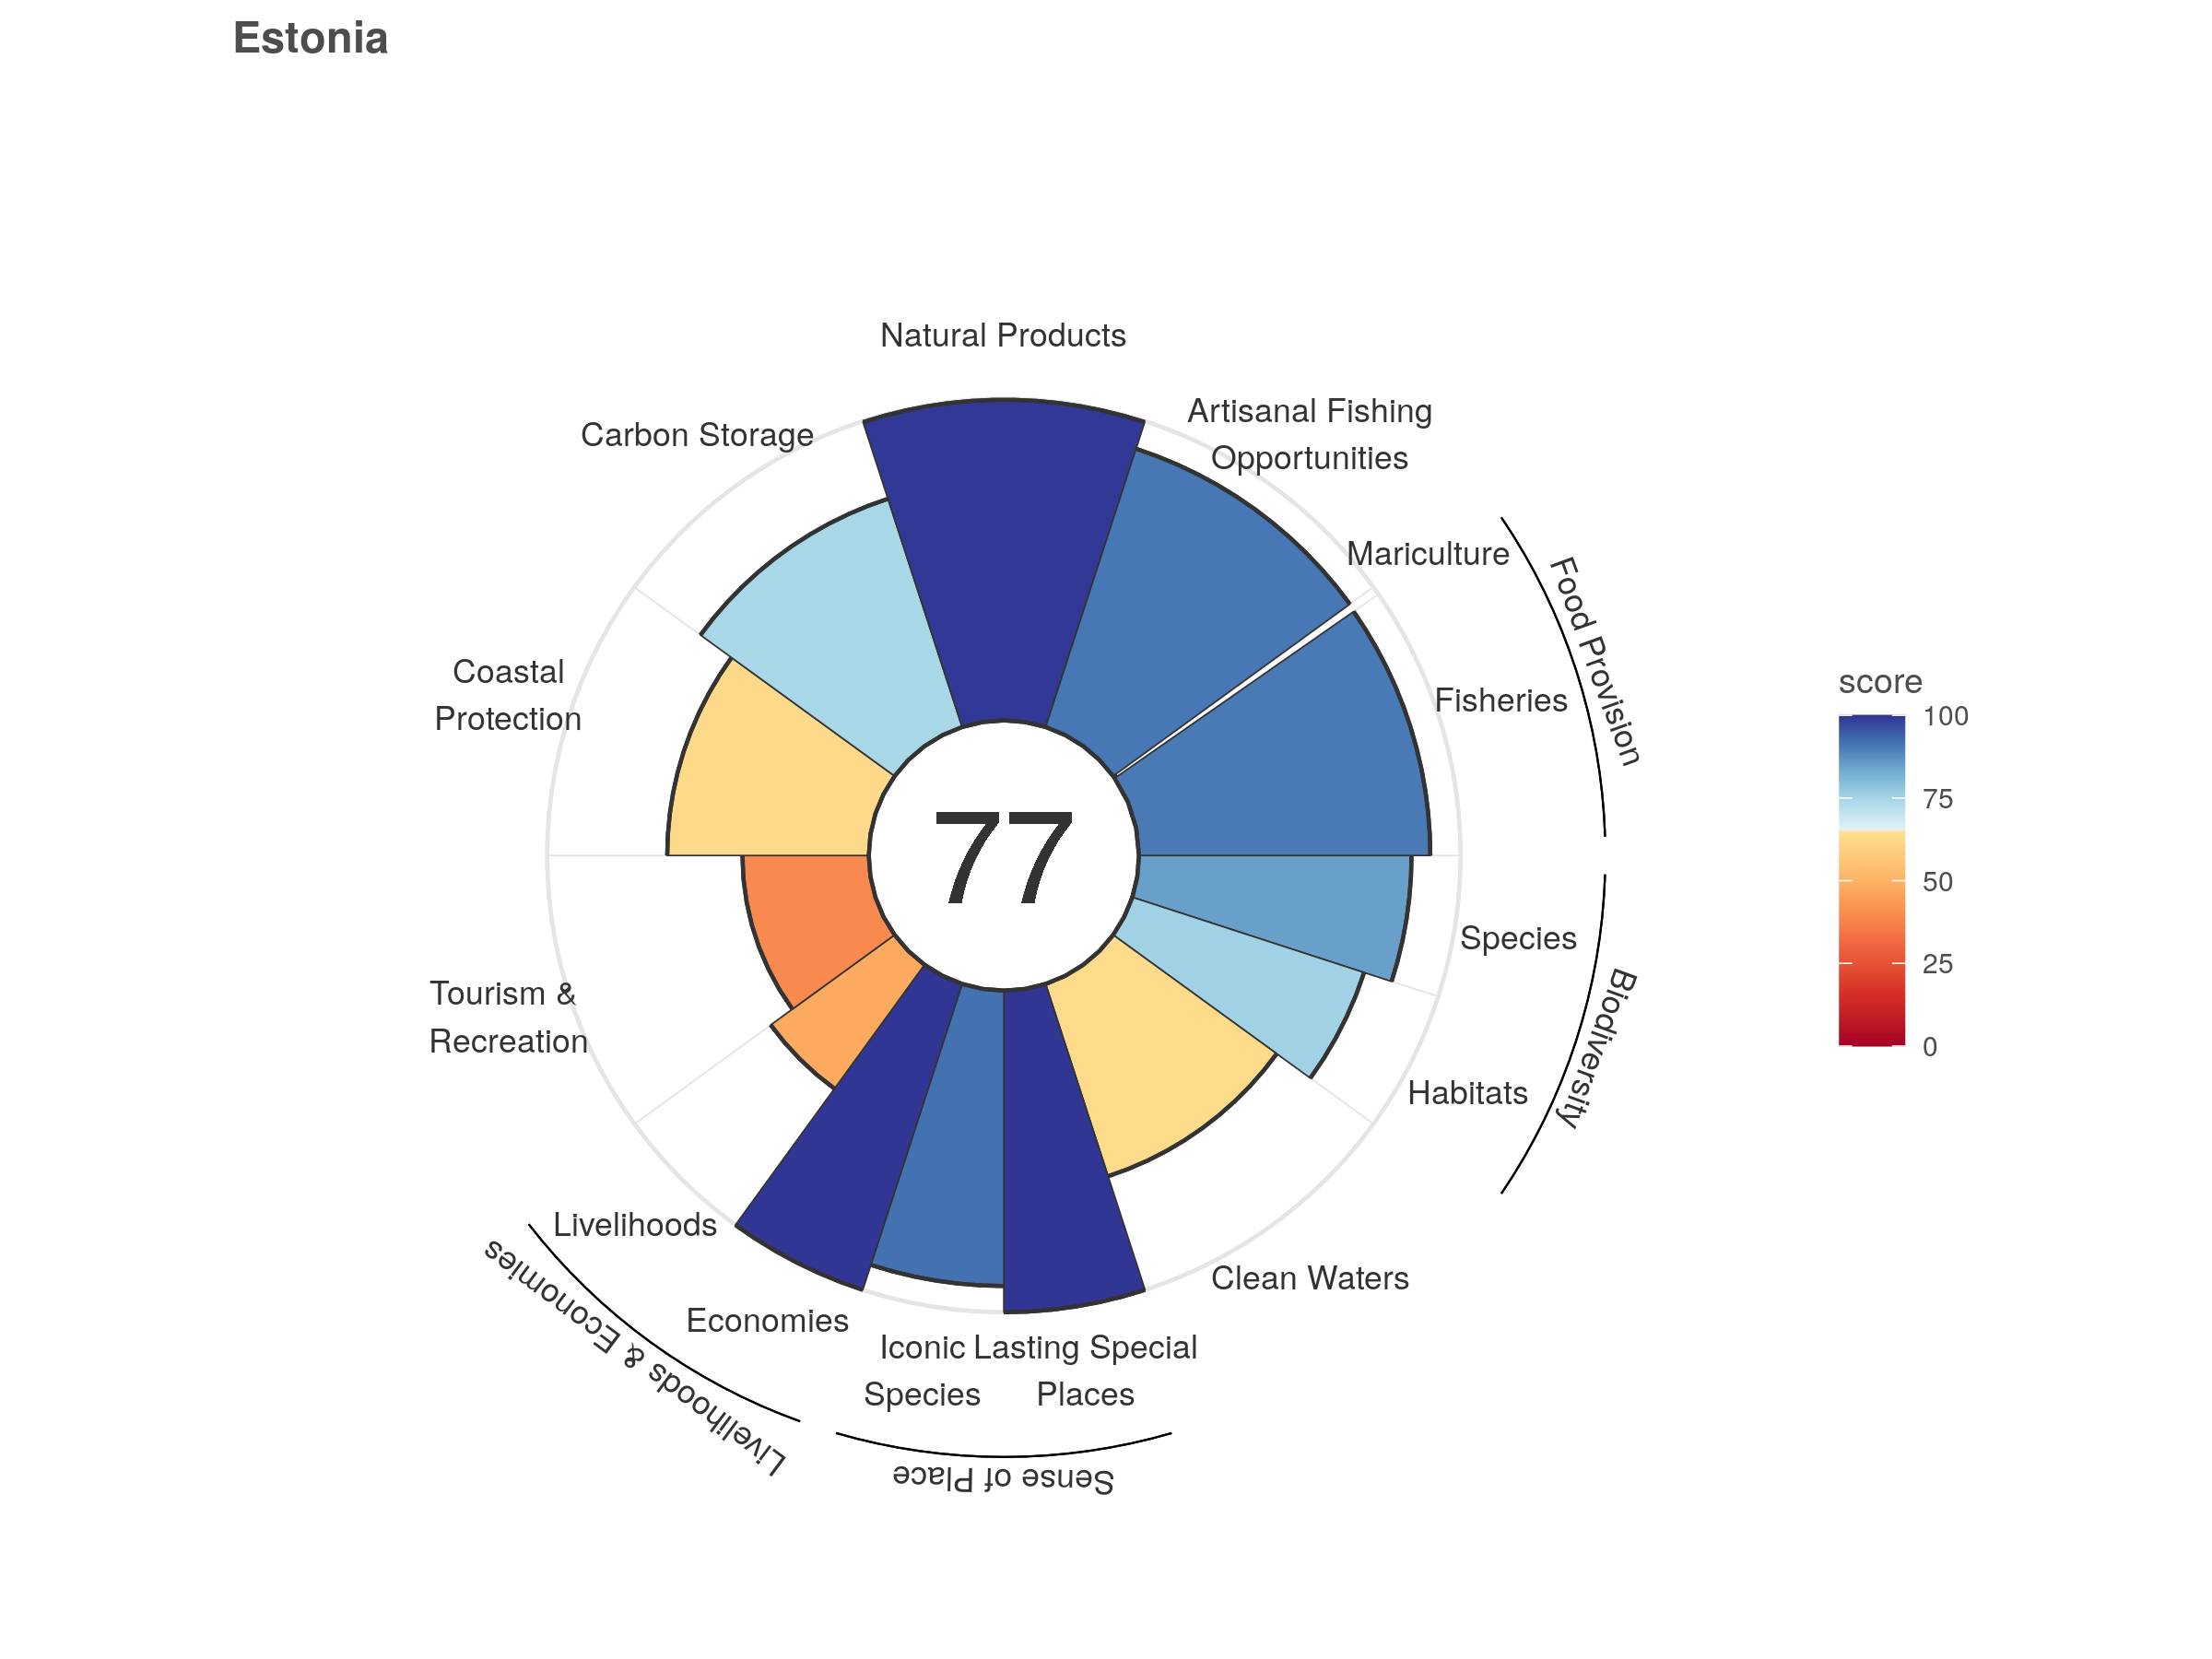 Estonia
Natural Products
Artisanal Fishing
Opportunities
Carbon Storage
Mariculture
Food Provision
Fisheries
Coastal
Protection
77
score
100
75
50
25
0
Species
Biodiversity
Habitats
Tourism &
Recreation
Livelihoods
Livelihoods & Economies
Economies
Clean Waters
Iconic
Species
Lasting Special
Places
Sense of Place